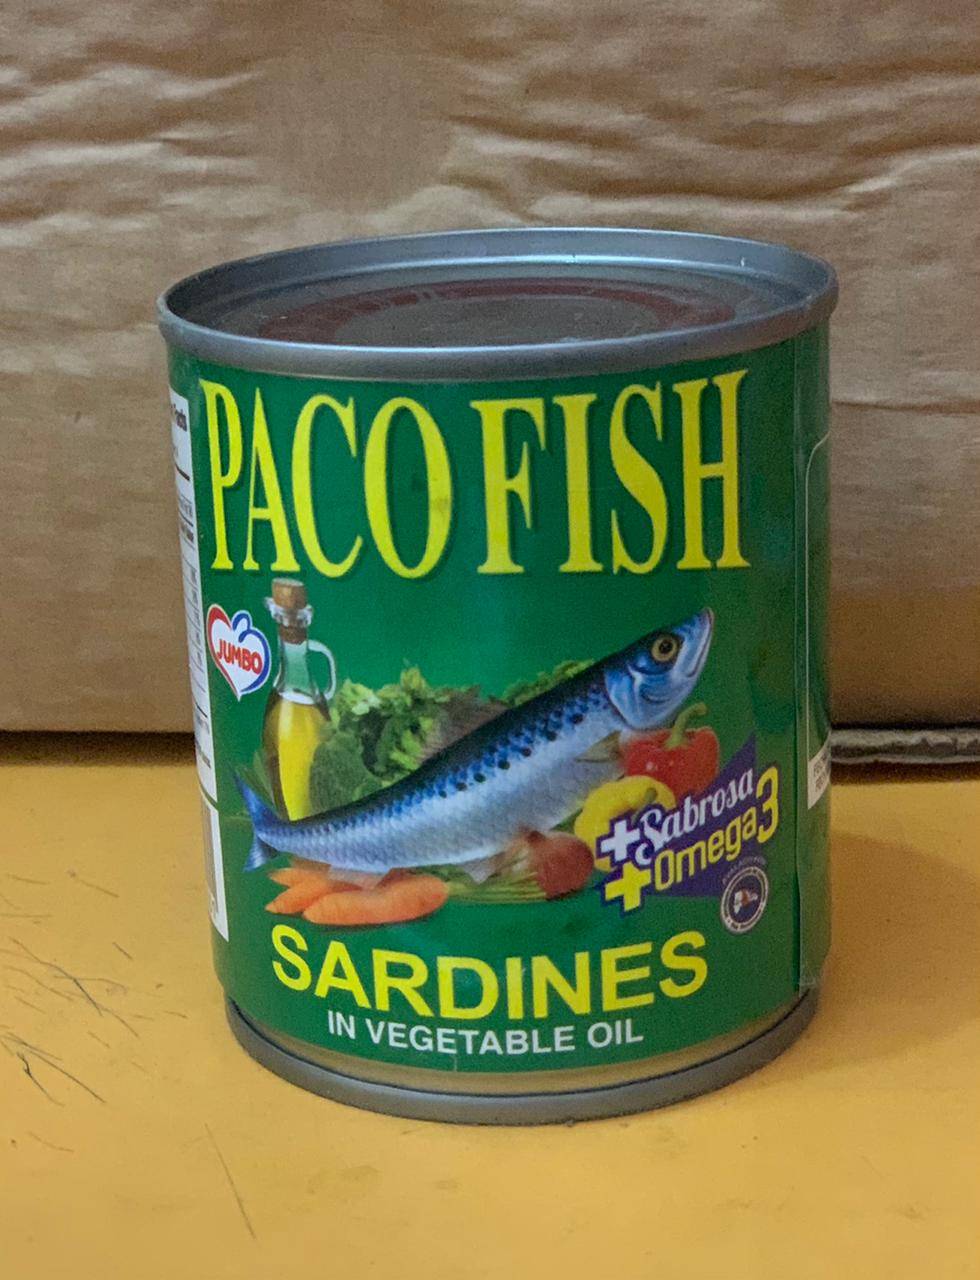 PACO FISH
JUMBO
+Sabrosa
+Omega3
SARDINES
IN VEGETABLE OIL